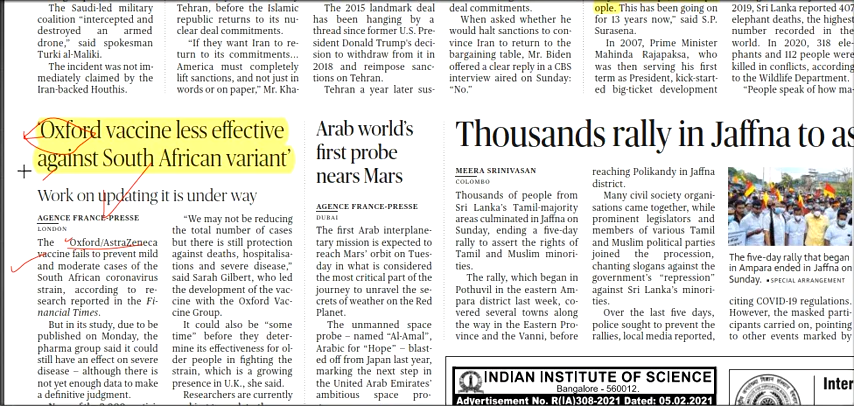 The Saudi-led military
coalition "intercepted and
destroyed an armed
drone," said spokesman
Turki al-Maliki.
The incident was not im-
mediately claimed by the
Iran-backed Houthis.
Tehran, before the Islamic
republic returns to its nu-
clear deal commitments.
"If they want Iran to re-
turn to its commitments...
America must completely
lift sanctions, and not just in
words or on paper," Mr. Kha-
The 2015 landmark deal
has been hanging by a
thread since former U.S. Pre-
sident Donald Trump's deci-
sion to withdraw from it in
2018 and reimpose sanc-
tions on Tehran.
Tehran a year later sus-
deal commitments.
When asked whether he
would halt sanctions to con-
vince Iran to return to the
bargaining table, Mr. Biden
offered a clear reply in a CBS
interview aired on Sunday:
"No."
ople. This has been going on
for 13 years now," said S.P.
Surasena.
In 2007, Prime Minister
Mahinda Rajapaksa, who
was then serving his first
term as President, kick-start-
ed big-ticket development
2019, Sri Lanka reported 407
elephant deaths, the highest
number recorded in the
world. In 2020, 318 ele-
phants and 112 people were
killed in conflicts, according
to the Wildlife Department.
"People speak of how ma-
'Oxford vaccine less effective
against South African variant'
Work on updating it is under way
AGENCE FRANCE-PRESSE
LONDON
The Oxford/AstraZeneca
vaccine fails to prevent mild
and moderate cases of the
South African coronavirus
strain, according to re-
search reported in the Fi-
nancial Times.
But in its study, due to be
published on Monday, the
pharma group said it could
still have an effect on severe
disease – although there is
not yet enough data to make
a definitive judgment.
"We may not be reducing
the total number of cases
but there is still protection
against deaths, hospitalisa-
tions and severe disease,"
said Sarah Gilbert, who led
the development of the vac-
cine with the Oxford Vac-
cine Group.
It could also be "some
time" before they deter-
mine its effectiveness for ol-
der people in fighting the
strain, which is a growing
presence in U.K., she said.
Researchers are currently
Arab world's
first probe
nears Mars
AGENCE FRANCE-PRESSE
DUBAI
The first Arab interplane-
tary mission is expected to
reach Mars' orbit on Tues-
day in what is considered
the most critical part of the
journey to unravel the se-
crets of weather on the Red
Planet.
The unmanned space
probe – named "Al-Amal",
Arabic for "Hope" – blast-
ed off from Japan last year,
marking the next step in
the United Arab Emirates'
ambitious space pro-
Thousands rally in Jaffna to as
MEERA SRINIVASAN
COLOMBO
Thousands of people from
Sri Lanka's Tamil-majority
areas culminated in Jaffna on
Sunday, ending a five-day
rally to assert the rights of
Tamil and Muslim minori-
ties.
The rally, which began in
Pothuvil in the eastern Am-
para district last week, co-
vered several towns along
the way in the Eastern Pro-
vince and the Vanni, before
reaching Polikandy in Jaffna
district.
Many civil society organi-
sations came together, while
prominent legislators and
members of various Tamil
and Muslim political parties
joined the procession,
chanting slogans against the
government's "repression"
against Sri Lanka's minori-
ties.
Over the last five days,
police sought to prevent the
rallies, local media reported,
The five-day rally that began
in Ampara ended in Jaffna on
Sunday. ▪SPECIAL ARRANGEMENT
citing COVID-19 regulations.
However, the masked parti-
cipants carried on, pointing
to other events marked by
INDIAN INSTITUTE OF SCIENCE
Bangalore - 560012.
Advertisement No. R(IA)308-2021 Dated: 05.02.2021
Inter